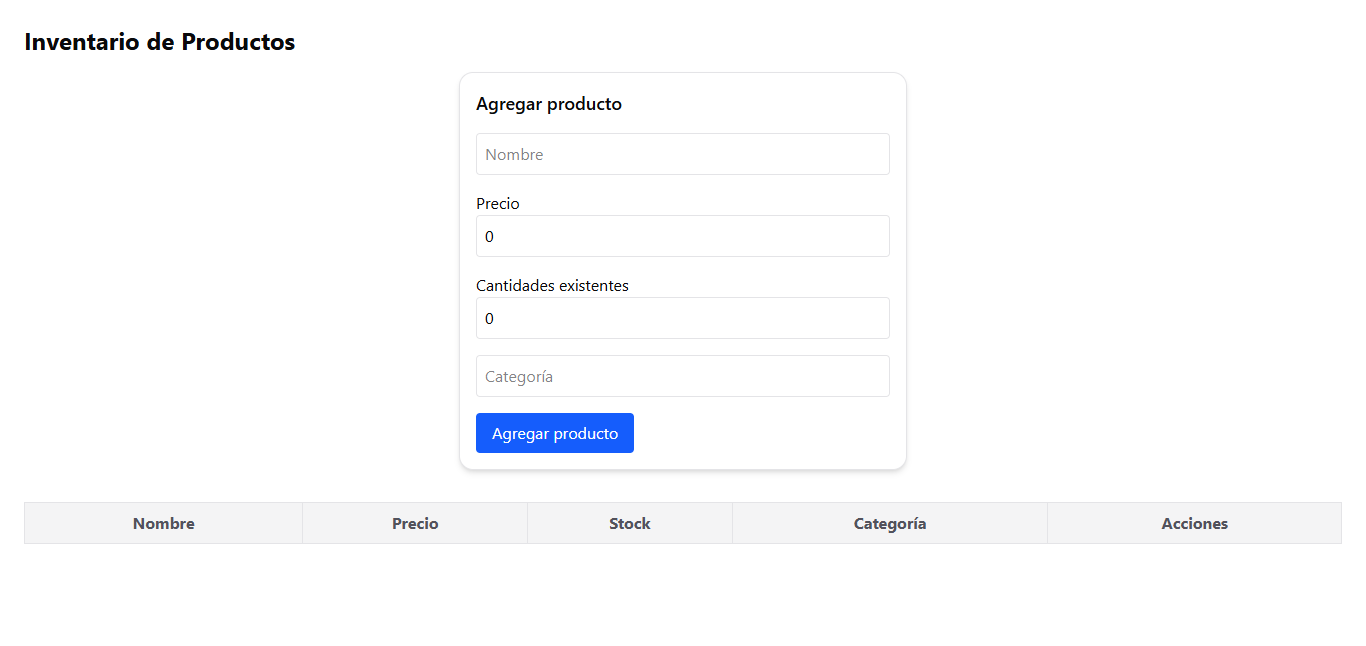 Inventario de Productos
Agregar producto
Nombre
Precio
0
Cantidades existentes
0
Categoría
Agregar producto
Nombre Precio Stock Categoría Acciones